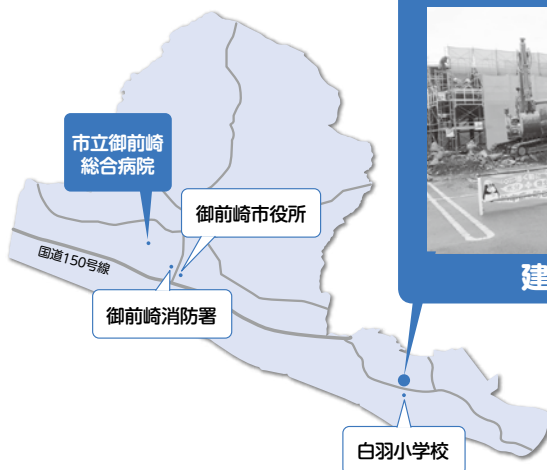 市立御前崎
総合病院
御前崎市役所
国道150号線
御前崎消防署
建
白羽小学校